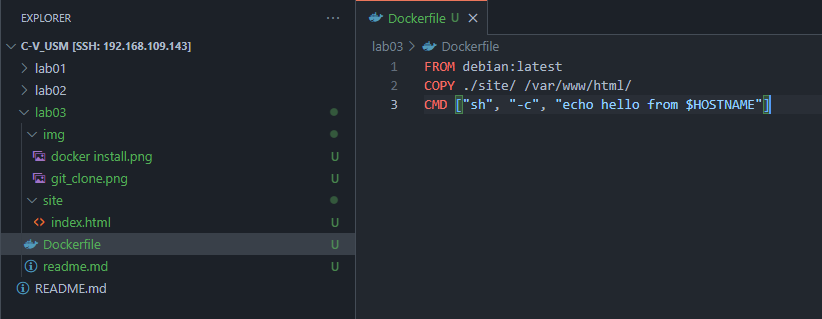 EXPLORER
C-V_USM [SSH: 192.168.109.143]
lab01
lab02
lab03
img
docker install.png U
git_clone.png U
site
index.html U
Dockerfile U
readme.md U
README.md
Dockerfile U
lab03 > Dockerfile
1 FROM debian:latest
2 COPY ./site/ /var/www/html/
3 CMD ["sh", "-c", "echo hello from $HOSTNAME"]